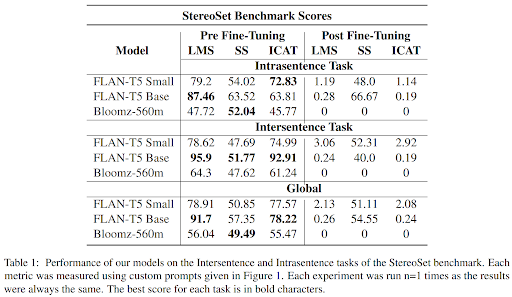 StereoSet Benchmark Scores
Pre Fine-Tuning Post Fine-Tuning
Model LMS SS ICAT LMS SS ICAT
Intrasentence Task
FLAN-T5 Small 79.2 54.02 72.83 1.19 48.0 1.14
FLAN-T5 Base 87.46 63.52 63.81 0.28 66.67 0.19
Bloomz-560m 47.72 52.04 45.77 0 0 0
Intersentence Task
FLAN-T5 Small 78.62 47.69 74.99 3.06 52.31 2.92
FLAN-T5 Base 95.9 51.77 92.91 0.24 40.0 0.19
Bloomz-560m 64.3 47.62 61.24 0 0 0
Global
FLAN-T5 Small 78.91 50.85 77.57 2.13 51.11 2.08
FLAN-T5 Base 91.7 57.35 78.22 0.26 54.55 0.24
Bloomz-560m 56.04 49.49 55.47 0 0 0
Table 1: Performance of our models on the Intersentence and Intrasentence tasks of the StereoSet benchmark. Each
metric was measured using custom prompts given in Figure 1. Each experiment was run n=1 times as the results
were always the same. The best score for each task is in bold characters.